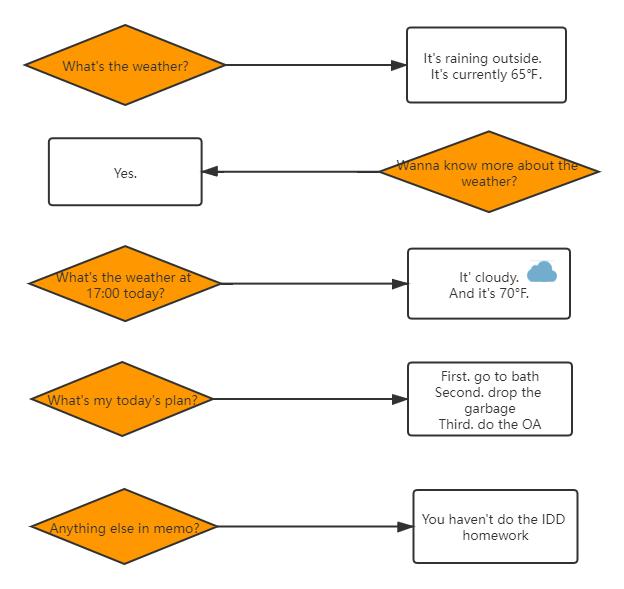 What's the weather?
It's raining outside.
It's currently 65°F.
Yes.
Wanna know more about the
weather?
What's the weather at
17:00 today?
It' cloudy.
And it's 70°F.
What's my today's plan?
First. go to bath
Second. drop the
garbage
Third. do the OA
Anything else in memo?
You haven't do the IDD
homework